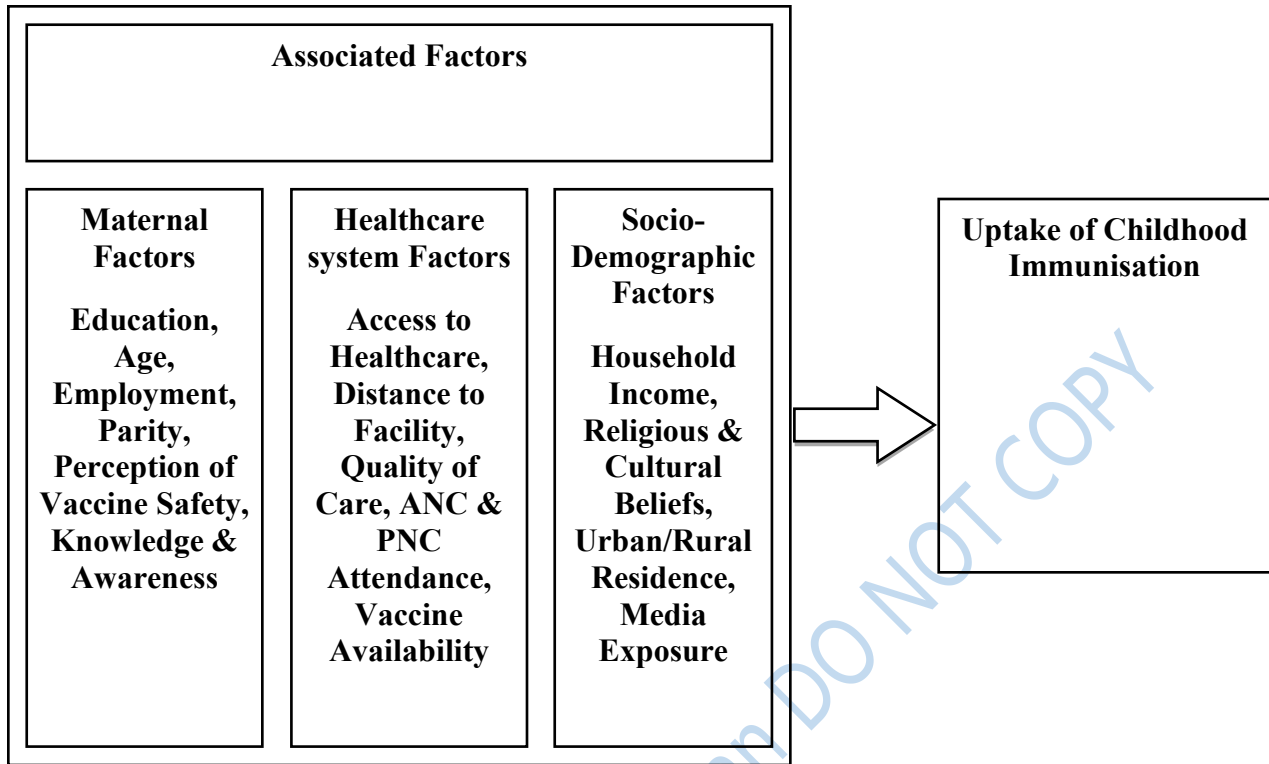 Associated Factors
Maternal
Factors
Education,
Age,
Employment,
Parity,
Perception of
Vaccine Safety,
Knowledge &
Awareness
Healthcare
system Factors
Access to
Healthcare,
Distance to
Facility,
Quality of
Care, ANC &
PNC
Attendance,
Vaccine
Availability
Socio-
Demographic
Factors
Household
Income,
Religious &
Cultural
Beliefs,
Urban/Rural
Residence,
Media
Exposure
Uptake of Childhood
Immunisation
DO NOT COPY